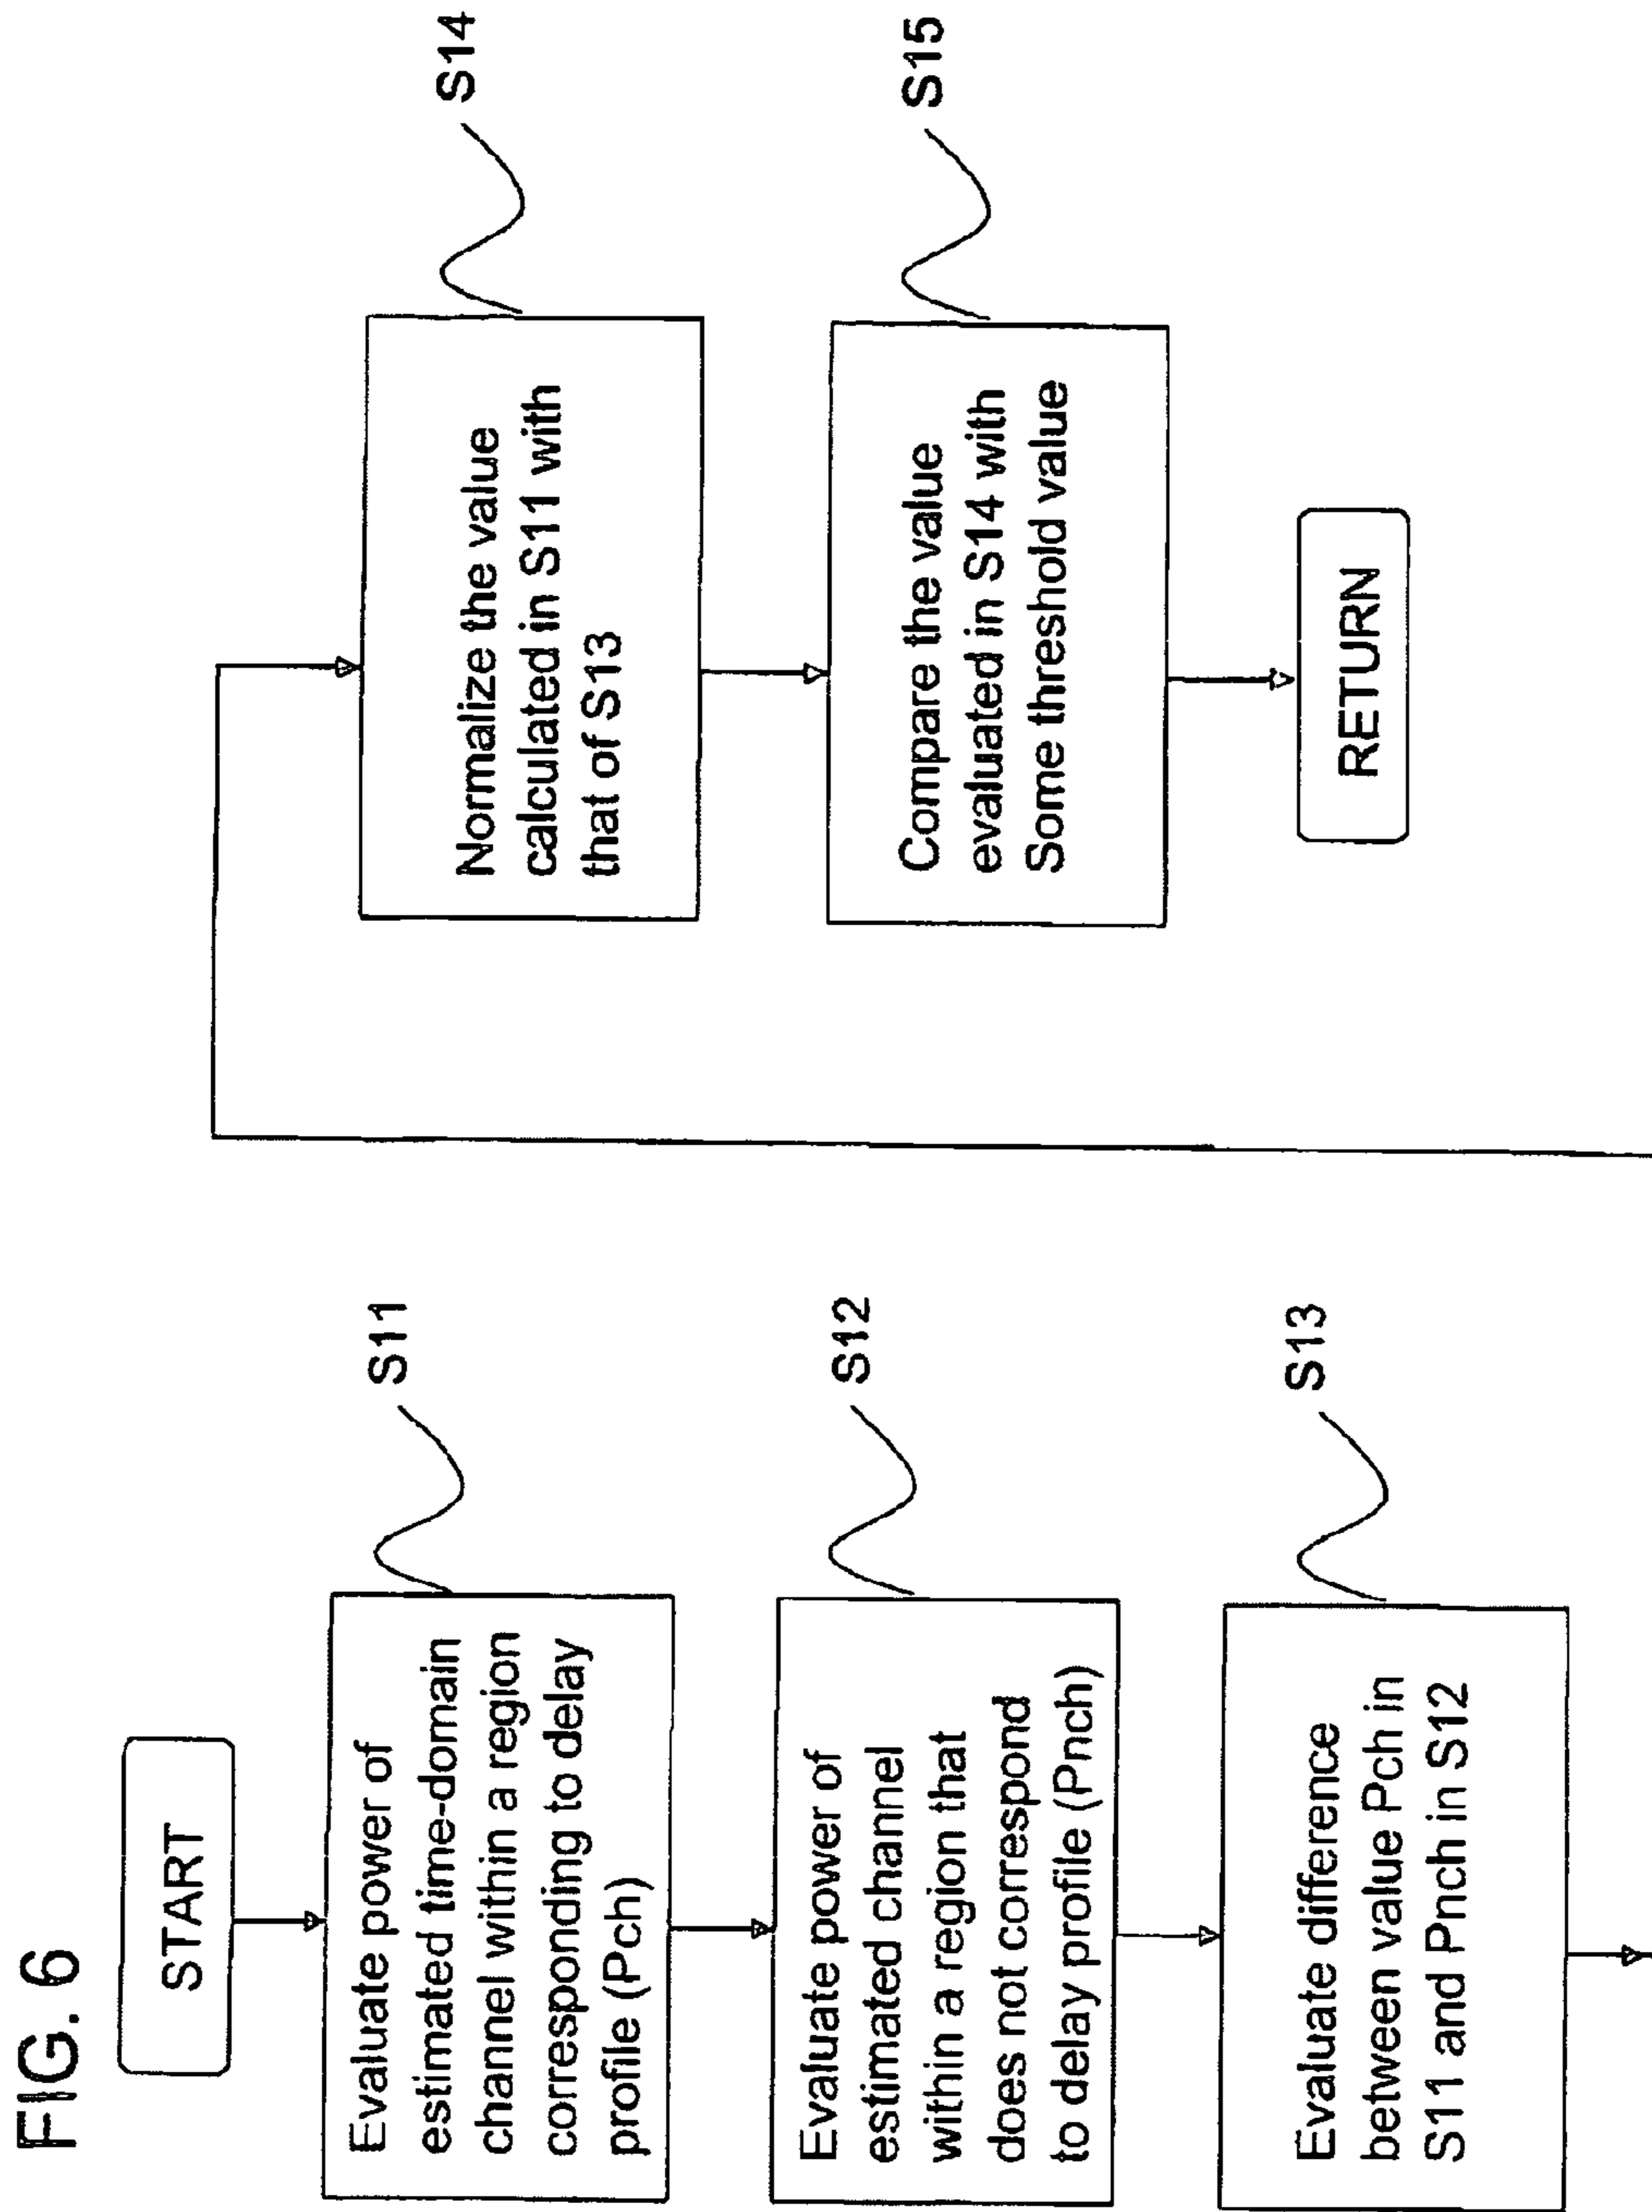 FIG. 6
START
Evaluate power of
estimated time-domain
channel within a region
corresponding to delay
profile (Pch)
S11
Evaluate power of
estimated channel
within a region that
does not correspond
to delay profile (Pnch)
S12
Evaluate difference
between value Pch in
S11 and Pnch in S12
S13
Normalize the value
calculated in S11 with
that of S13
S14
Compare the value
evaluated in S14 with
Some threshold value
S15
RETURN